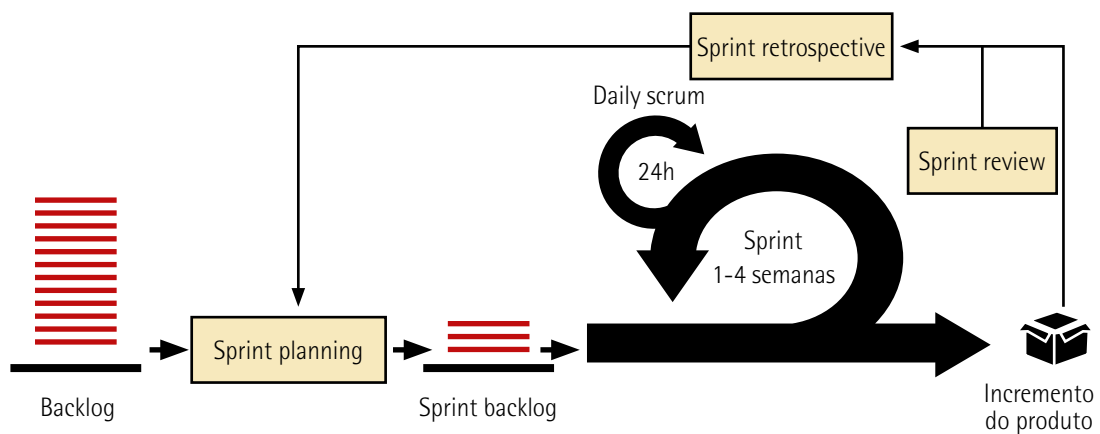 Sprint retrospective
Daily scrum
24h
Sprint review
Sprint
1-4 semanas
Sprint planning
Backlog
Sprint backlog
Incremento
do produto